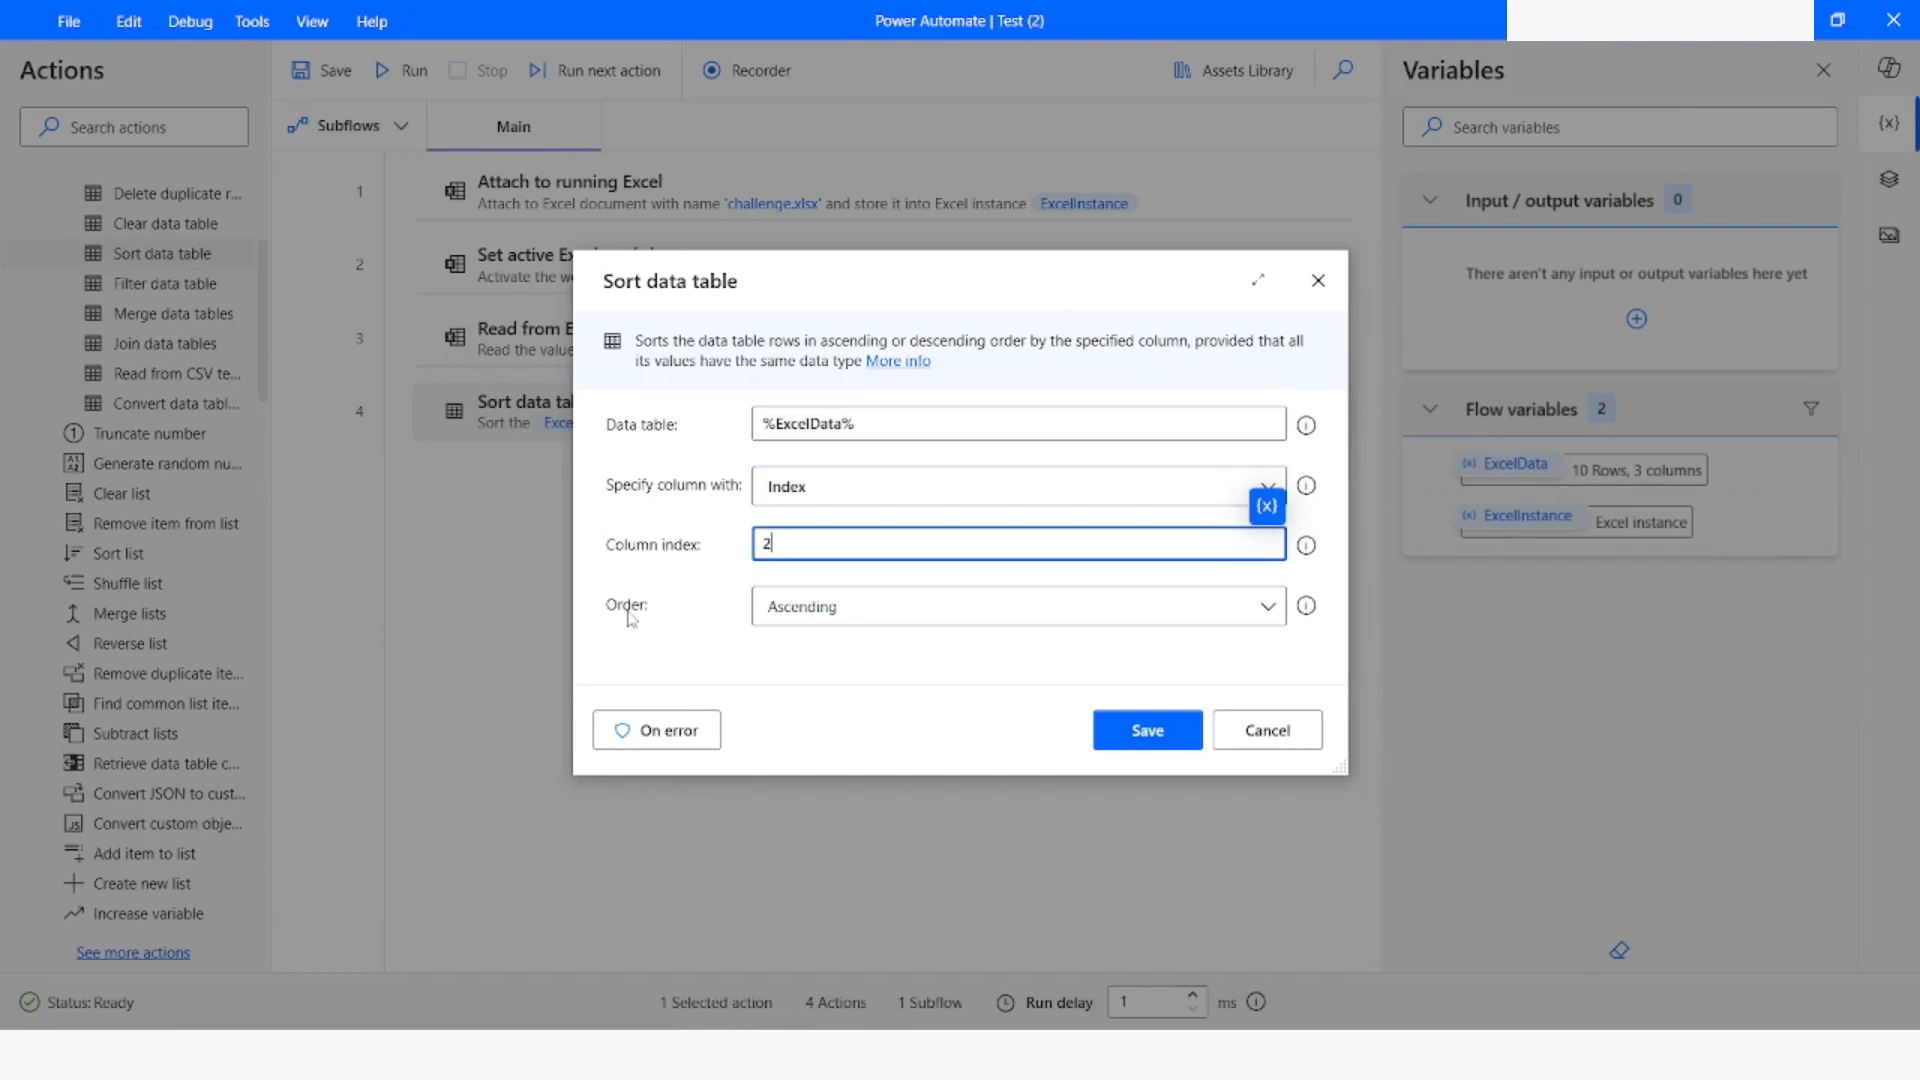 File Edit Debug Tools View Help
Power Automate | Test (2)
Actions
Search actions
Delete duplicate r...
Clear data table
Sort data table
Filter data table
Merge data tables
Join data tables
Read from CSV te...
Convert data tabl...
Truncate number
Generate random nu...
Clear list
Remove item from list
Sort list
Shuffle list
Merge lists
Reverse list
Remove duplicate ite...
Find common list ite...
Subtract lists
Retrieve data table c...
Convert JSON to cust...
Convert custom obje...
Add item to list
Create new list
Increase variable
See more actions
Save Run Stop Run next action Recorder Assets Library
Subflows Main
1 Attach to running Excel
Attach to Excel document with name 'challenge.xlsx' and store it into Excel instance ExcelInstance
2 Set active Ex
Activate the w
3 Read from E
Read the value
4 Sort data ta
Sort the Exce
Sort data table
Sorts the data table rows in ascending or descending order by the specified column, provided that all
its values have the same data type More info
Data table: %ExcelData%
Specify column with: Index
{x}
Column index: 2
Order: Ascending
On error Save Cancel
Variables
Search variables
{x}
Input / output variables 0
There aren't any input or output variables here yet
Flow variables 2
(x) ExcelData 10 Rows, 3 columns
(x) ExcelInstance Excel instance
Status: Ready 1 Selected action 4 Actions 1 Subflow Run delay 1 ms